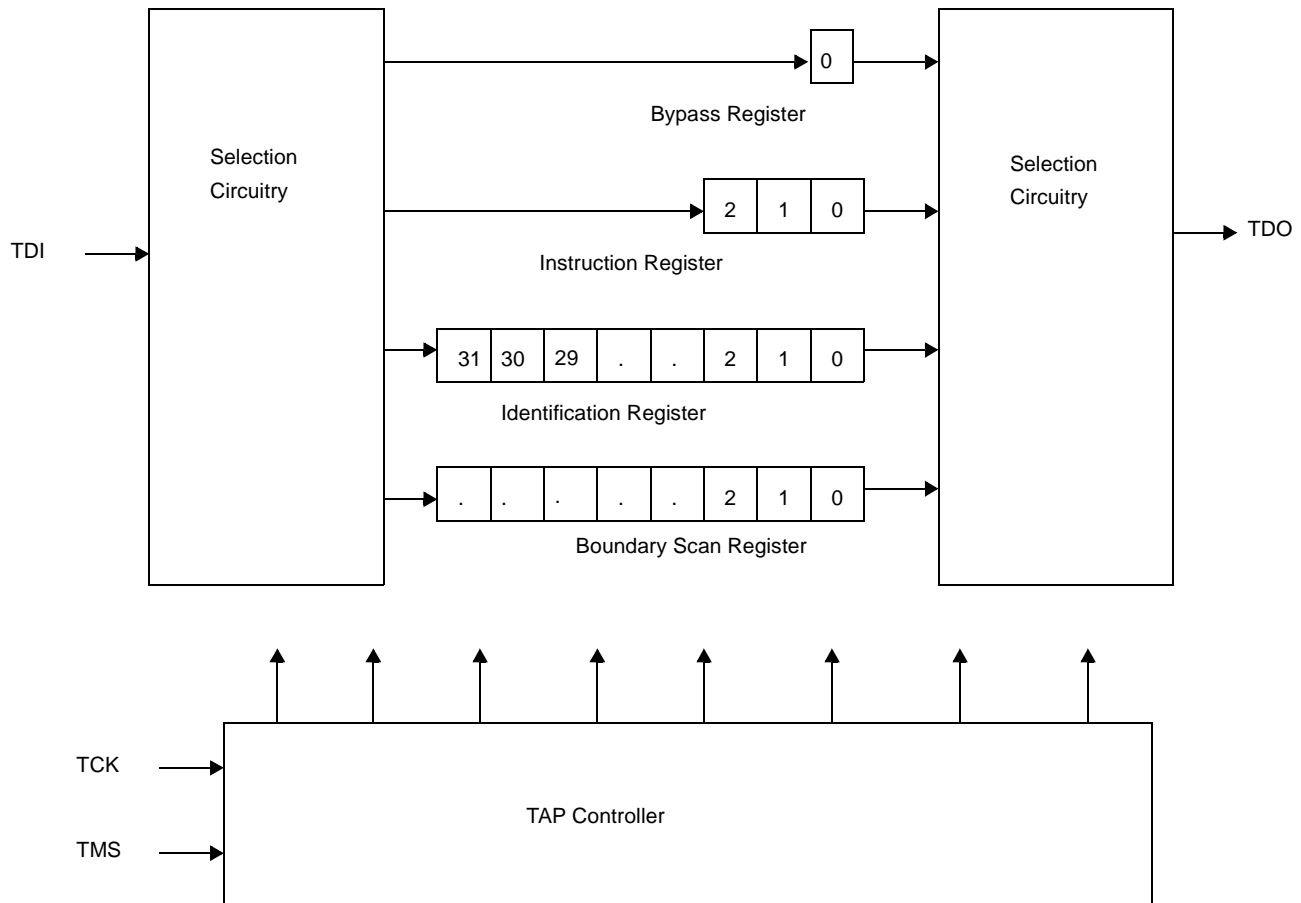 0
Bypass Register
Selection
Circuitry
Selection
Circuitry
2 1 0
TDI
TDO
Instruction Register
31 30 29 . . 2 1 0
Identification Register
. . . . . 2 1 0
Boundary Scan Register
TCK
TAP Controller
TMS